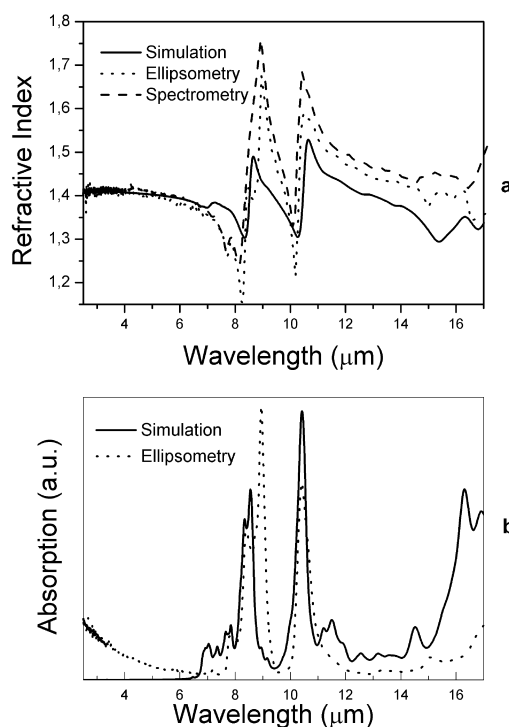 1,8
1,7
1,6
1,5
1,4
1,3
1,2
Refractive Index
Simulation
Ellipsometry
Spectrometry
a
4 6 8 10 12 14 16
Wavelength (μm)
Absorption (a.u.)
Simulation
Ellipsometry
b
4 6 8 10 12 14 16
Wavelength (μm)